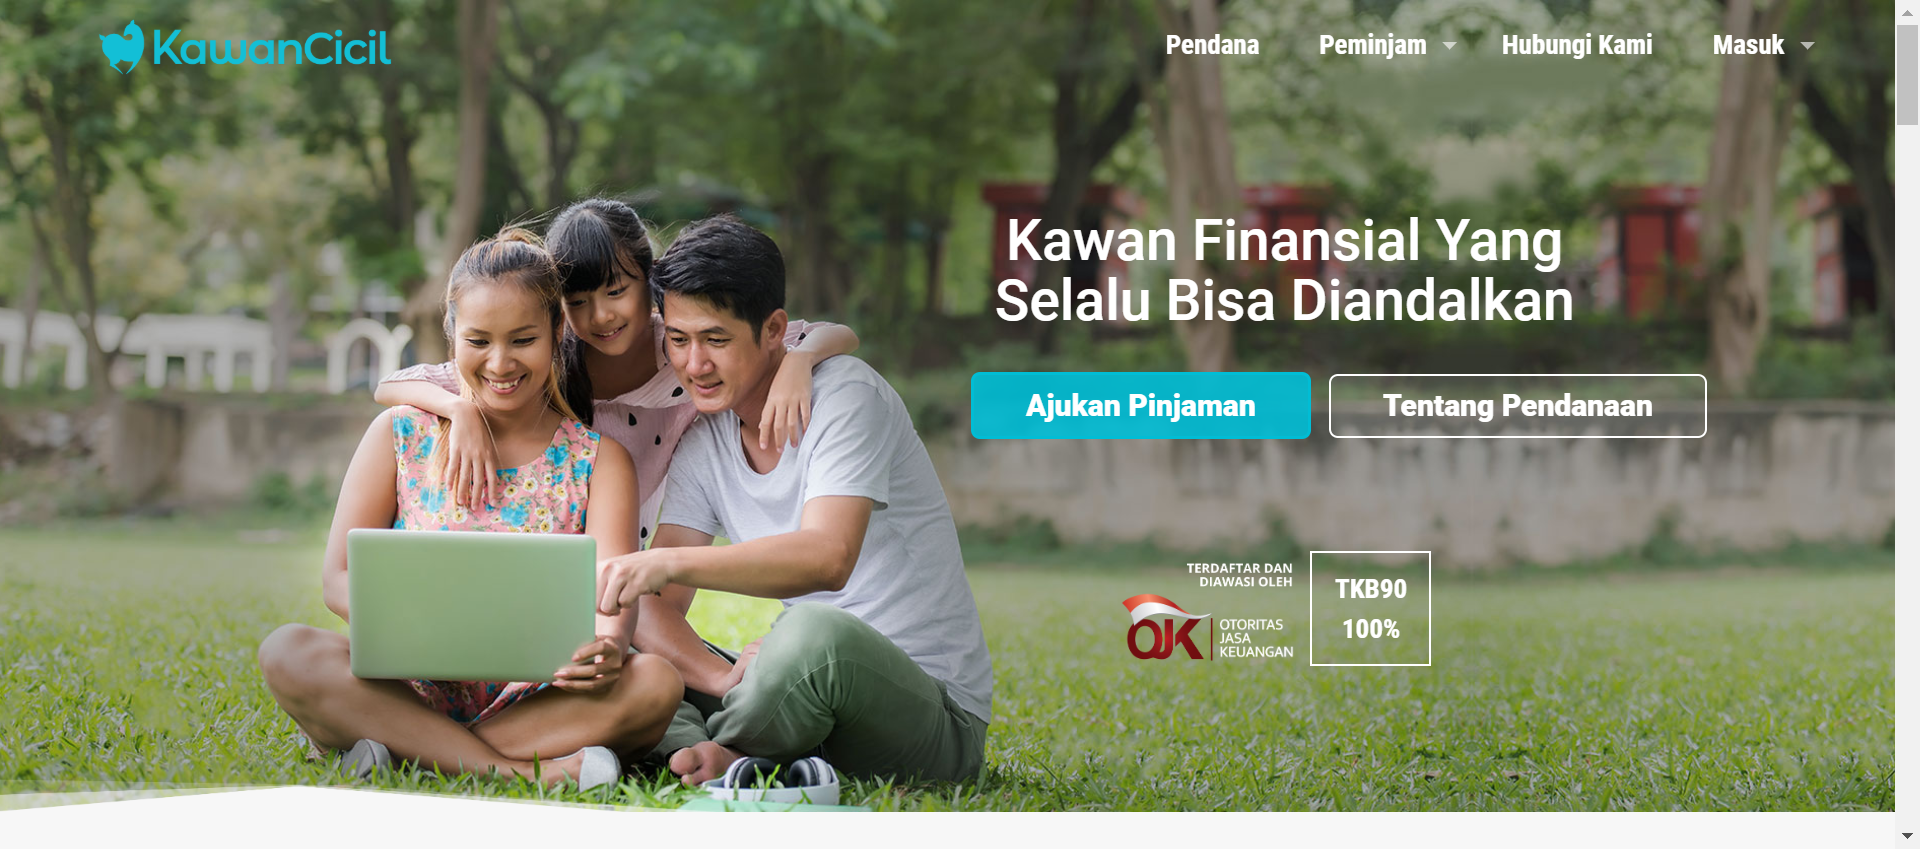 KawanCicil
Pendana
Peminjam
Hubungi Kami
Masuk
Kawan Finansial Yang
Selalu Bisa Diandalkan
Ajukan Pinjaman
Tentang Pendanaan
TERDAFTAR DAN
DIAWASI OLEH
OJK
OTORITAS
JASA
KEUANGAN
TKB90
100%